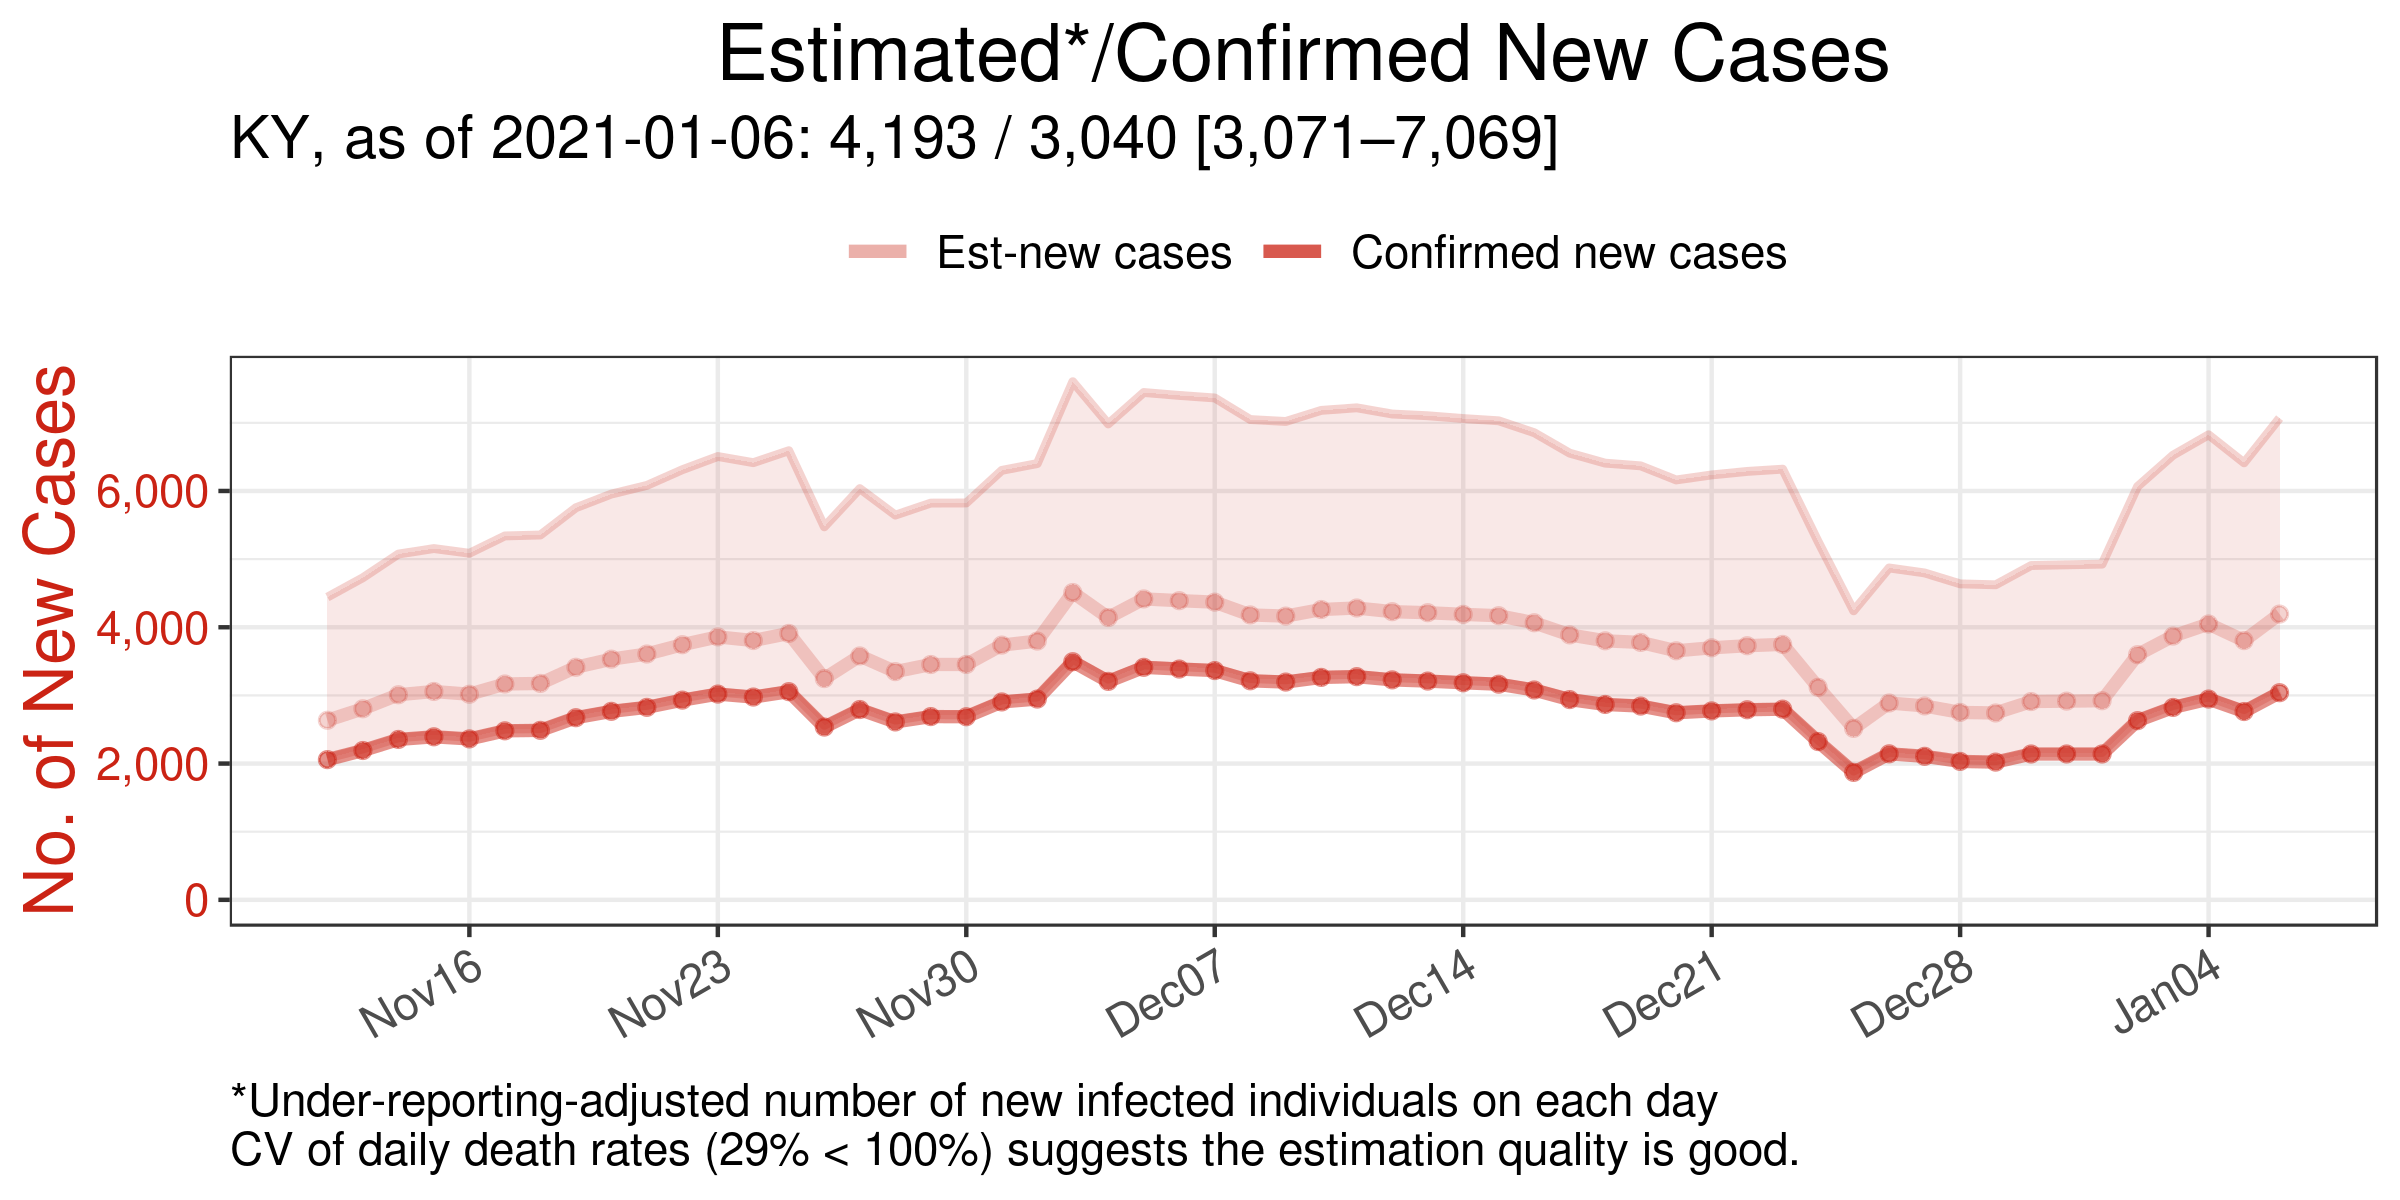 Estimated*/Confirmed New Cases
KY, as of 2021-01-06: 4,193 / 3,040 [3,071–7,069]
Est-new cases
Confirmed new cases
No. of New Cases
6,000
4,000
2,000
0
Nov16
Nov23
Nov30
Dec07
Dec14
Dec21
Dec28
Jan04
*Under-reporting-adjusted number of new infected individuals on each day
CV of daily death rates (29% < 100%) suggests the estimation quality is good.